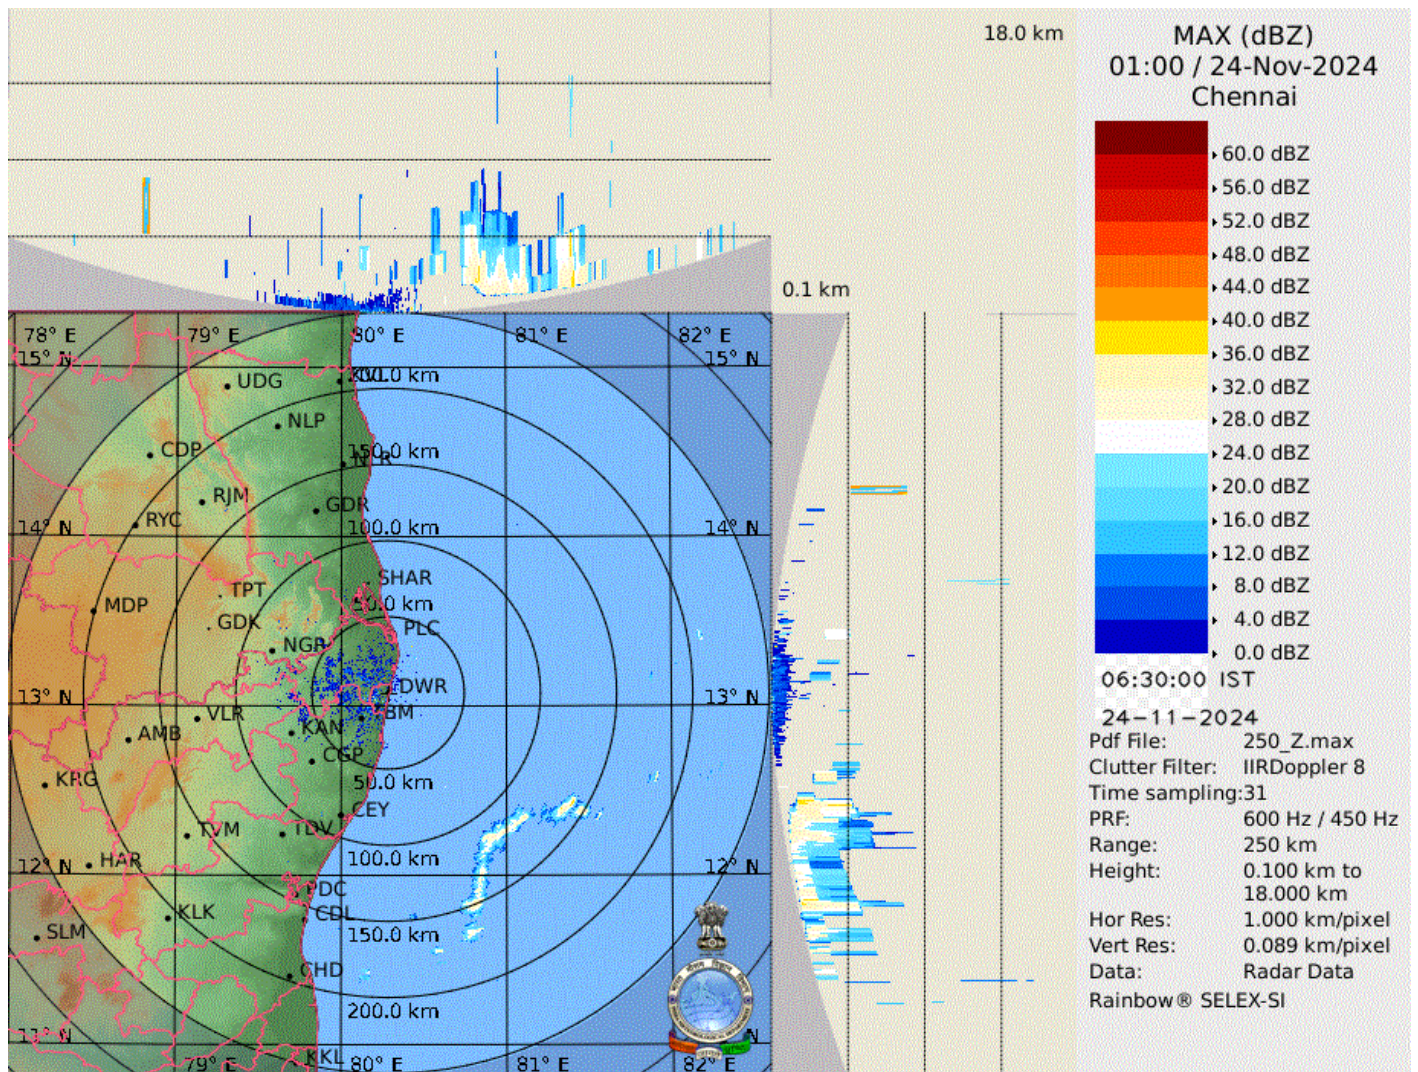 18.0 km
0.1 km
MAX (dBZ)
01:00 / 24-Nov-2024
Chennai
60.0 dBZ
56.0 dBZ
52.0 dBZ
48.0 dBZ
44.0 dBZ
40.0 dBZ
36.0 dBZ
32.0 dBZ
28.0 dBZ
24.0 dBZ
20.0 dBZ
16.0 dBZ
12.0 dBZ
8.0 dBZ
4.0 dBZ
0.0 dBZ
06:30:00 IST
24-11-2024
Pdf File: 250_Z.max
Clutter Filter: IIRDoppler 8
Time sampling:31
PRF: 600 Hz / 450 Hz
Range: 250 km
Height: 0.100 km to
18.000 km
Hor Res: 1.000 km/pixel
Vert Res: 0.089 km/pixel
Data: Radar Data
Rainbow® SELEX-SI
78° E 79° E 80° E 81° E 82° E
15° N 15° N
UDG KVL 200.0 km
NLP
CDP 150.0 km NLR
RJM GDR
RYC
14° N 100.0 km 14° N
SHAR
TPT
MDP 50.0 km
GDK PLC
NGR
DWR
13° N 13° N
VLR
KAN
AMB
CGP
KRG 50.0 km
CEY
TVM TDV
HAR 100.0 km 12° N
PDC
KLK CDL
SLM 150.0 km
CHD
200.0 km
11° N 11° N
KKL
79° E 80° E 81° E 82° E